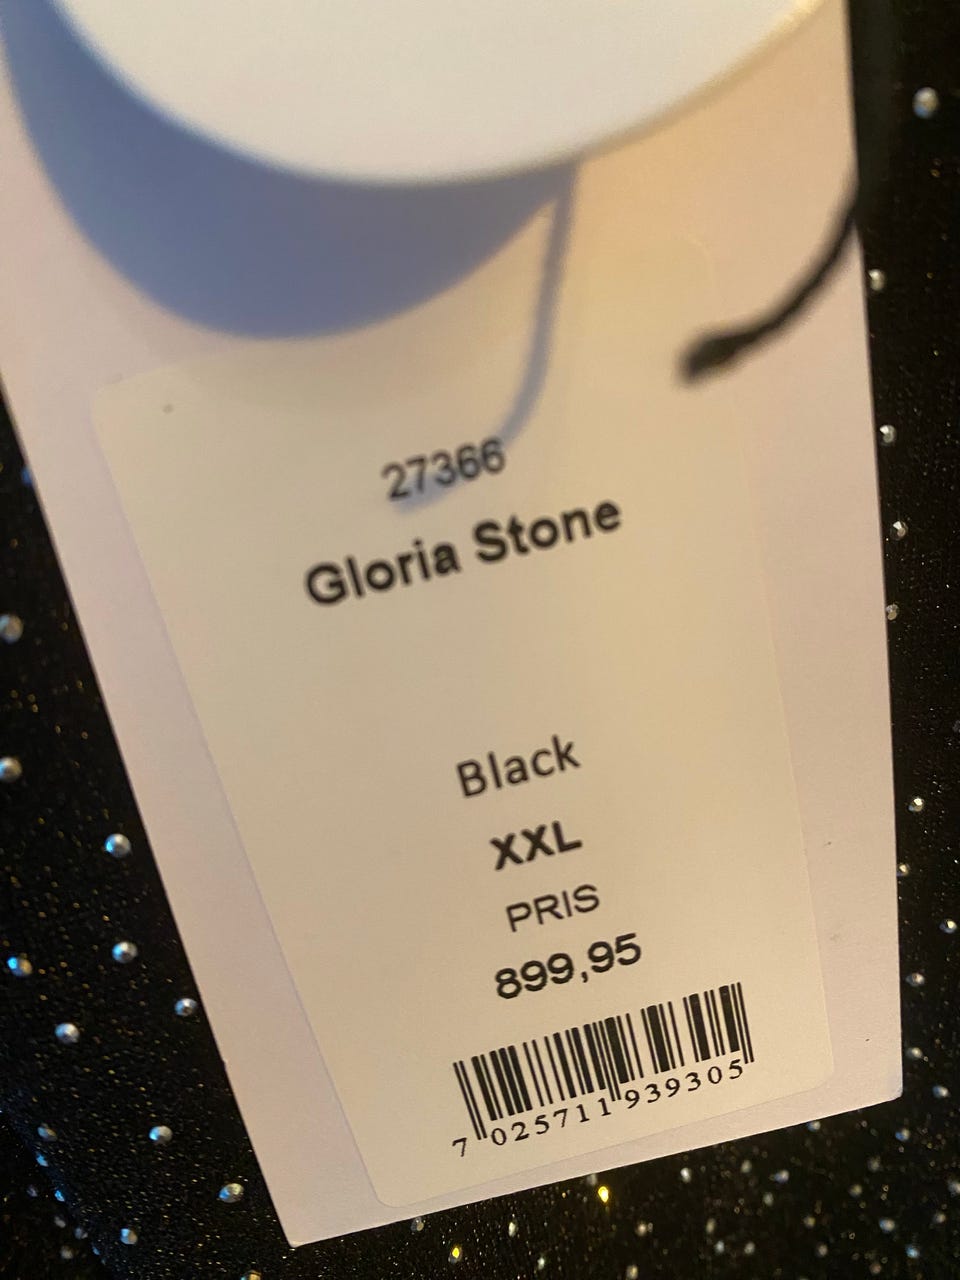 27366
Gloria Stone
Black
XXL
PRIS
899,95
7 025711 939305